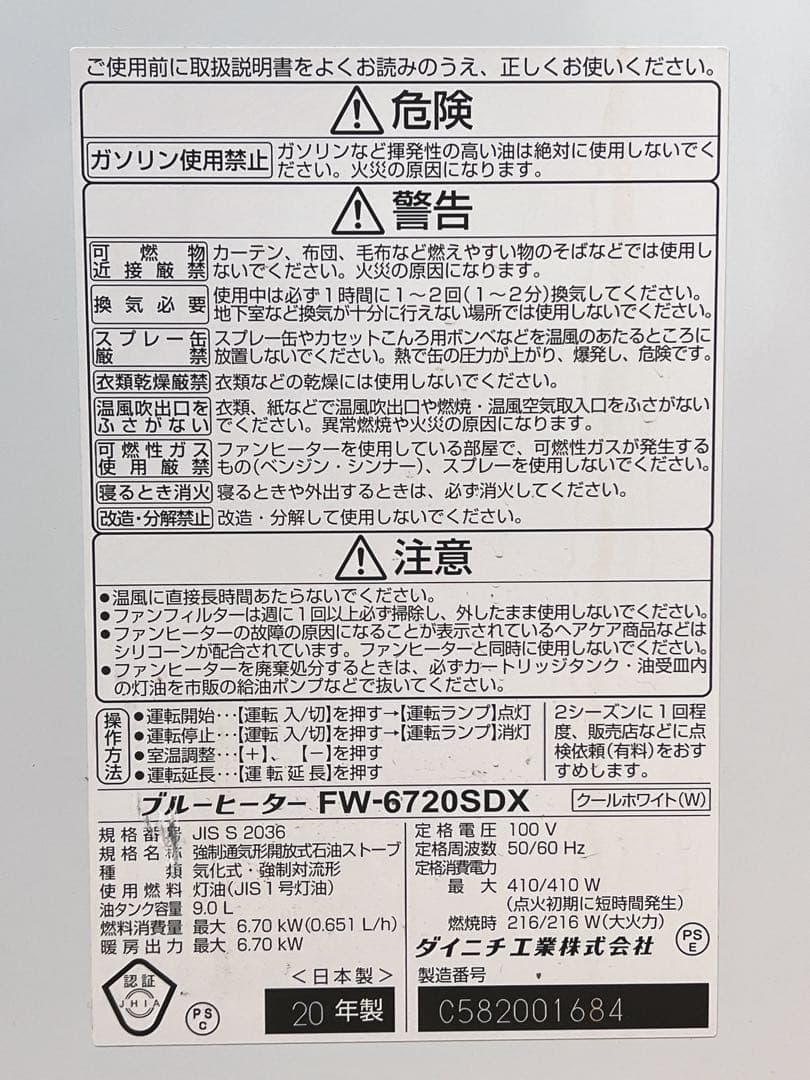 ご使用前に取扱説明書をよくお読みのうえ、正しくお使いください。
危険
ガソリン使用禁止 ガソリンなど揮発性の高い油は絶対に使用しないでく
ださい。火災の原因になります。
警告
可燃物 カーテン、布団、毛布など燃えやすい物のそばなどでは使用し
近接厳禁 ないでください。火災の原因になります。
換気必要 使用中は必ず1時間に1～2回(1～2分)換気してください。
地下室など換気が十分に行えない場所では使用しないでください。
スプレー缶 スプレー缶やカセットこんろ用ボンベなどを温風のあたるところに
厳禁 放置しないでください。熱で缶の圧力が上がり、爆発し、危険です。
衣類乾燥厳禁 衣類などの乾燥には使用しないでください。
温風吹出口を 衣類、紙などで温風吹出口や燃焼・温風空気取入口をふさがない
ふさがない でください。異常燃焼や火災の原因になります。
可燃性ガス ファンヒーターを使用している部屋で、可燃性ガスが発生する
使用厳禁 もの(ベンジン・シンナー)、スプレーを使用しないでください。
寝るとき消火 寝るときや外出するときは、必ず消火してください。
改造・分解禁止 改造・分解して使用しないでください。
注意
●温風に直接長時間あたらないでください。
●ファンフィルターは週に1回以上必ず掃除し、外したまま使用しないでください。
●ファンヒーターの故障の原因になることが表示されているヘアケア商品などは
シリコーンが配合されています。ファンヒーターと同時に使用しないでください。
●ファンヒーターを廃棄処分するときは、必ずカートリッジタンク・油受皿内
の灯油を市販の給油ポンプなどで抜いてください。
操作方法
●運転開始…【運転 入/切】を押す→【運転ランプ】点灯
●運転停止…【運転 入/切】を押す→【運転ランプ】消灯
●室温調整…【+】、【-】を押す
●運転延長…【運転延長】を押す
2シーズンに1回程
度、販売店などに点
検依頼(有料)をおす
すめします。
ブルーヒーター FW-6720SDX クールホワイト(W)
規格番号 JIS S 2036
規格名称 強制通気形開放式石油ストーブ
種類 気化式・強制対流形
使用燃料 灯油(JIS1号灯油)
油タンク容量 9.0 L
燃料消費量 最大 6.70 kW(0.651 L/h)
暖房出力 最大 6.70 kW
定格電圧 100 V
定格周波数 50/60 Hz
定格消費電力
最大 410/410 W
(点火初期に短時間発生)
燃焼時 216/216 W(大火力)
ダイニチ工業株式会社
PS
E
認証
JHIA
PS
C
<日本製>
20 年製
製造番号
C582001684